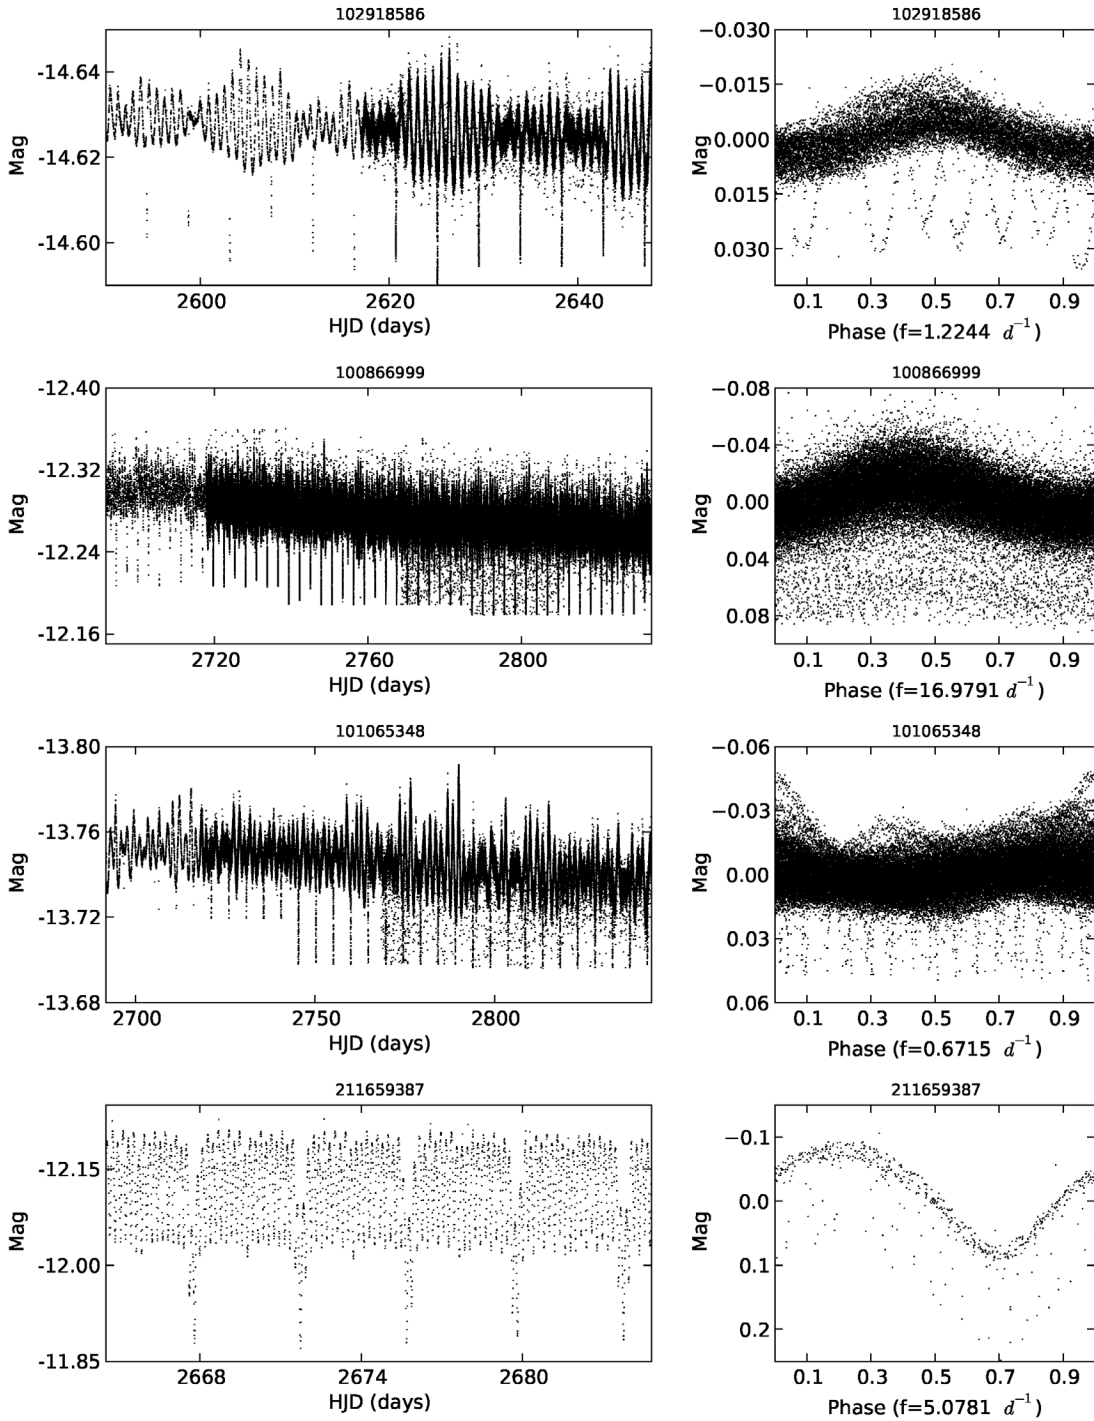 102918586
-14.64
-14.62
-14.60
Mag
2600 2620 2640
HJD (days)
102918586
−0.030
−0.015
0.000
0.015
0.030
Mag
0.1 0.3 0.5 0.7 0.9
Phase (f=1.2244 d⁻¹)
100866999
-12.40
-12.32
-12.24
-12.16
Mag
2720 2760 2800
HJD (days)
100866999
−0.08
−0.04
0.00
0.04
0.08
Mag
0.1 0.3 0.5 0.7 0.9
Phase (f=16.9791 d⁻¹)
101065348
-13.80
-13.76
-13.72
-13.68
Mag
2700 2750 2800
HJD (days)
101065348
−0.06
−0.03
0.00
0.03
0.06
Mag
0.1 0.3 0.5 0.7 0.9
Phase (f=0.6715 d⁻¹)
211659387
-12.15
-12.00
-11.85
Mag
2668 2674 2680
HJD (days)
211659387
−0.1
0.0
0.1
0.2
Mag
0.1 0.3 0.5 0.7 0.9
Phase (f=5.0781 d⁻¹)